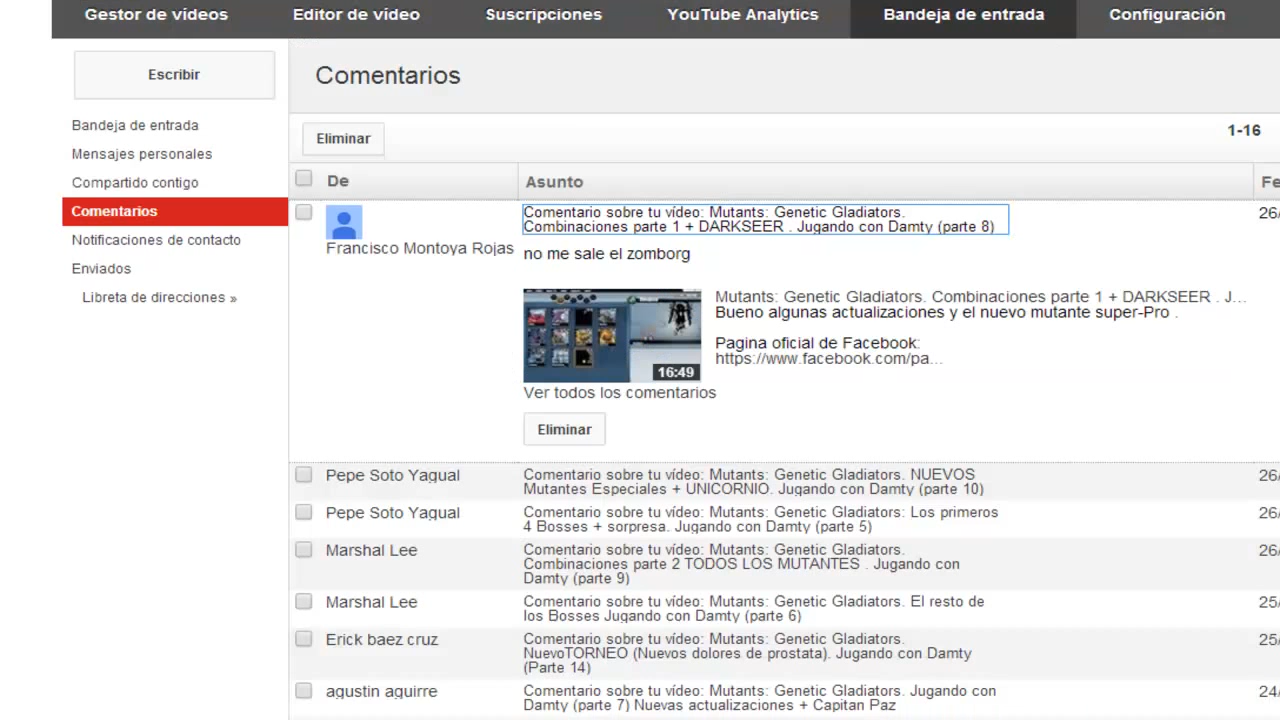 Gestor de vídeos Editor de vídeo Suscripciones YouTube Analytics Bandeja de entrada Configuración
Escribir
Bandeja de entrada
Mensajes personales
Compartido contigo
Comentarios
Notificaciones de contacto
Enviados
Libreta de direcciones »
Comentarios
Eliminar
1-16
De Asunto Fe
Francisco Montoya Rojas
Comentario sobre tu vídeo: Mutants: Genetic Gladiators.
Combinaciones parte 1 + DARKSEER . Jugando con Damty (parte 8)
26/
no me sale el zomborg
16:49
Mutants: Genetic Gladiators. Combinaciones parte 1 + DARKSEER . J...
Bueno algunas actualizaciones y el nuevo mutante super-Pro .
Pagina oficial de Facebook:
https://www.facebook.com/pa...
Ver todos los comentarios
Eliminar
Pepe Soto Yagual
Comentario sobre tu vídeo: Mutants: Genetic Gladiators. NUEVOS
Mutantes Especiales + UNICORNIO. Jugando con Damty (parte 10)
26/
Pepe Soto Yagual
Comentario sobre tu vídeo: Mutants: Genetic Gladiators: Los primeros
4 Bosses + sorpresa. Jugando con Damty (parte 5)
26/
Marshal Lee
Comentario sobre tu vídeo: Mutants: Genetic Gladiators.
Combinaciones parte 2 TODOS LOS MUTANTES . Jugando con
Damty (parte 9)
26/
Marshal Lee
Comentario sobre tu vídeo: Mutants: Genetic Gladiators. El resto de
los Bosses Jugando con Damty (parte 6)
25/
Erick baez cruz
Comentario sobre tu vídeo: Mutants: Genetic Gladiators.
NuevoTORNEO (Nuevos dolores de prostata). Jugando con Damty
(Parte 14)
25/
agustin aguirre
Comentario sobre tu vídeo: Mutants: Genetic Gladiators. Jugando con
Damty (parte 7) Nuevas actualizaciones + Capitan Paz
24/